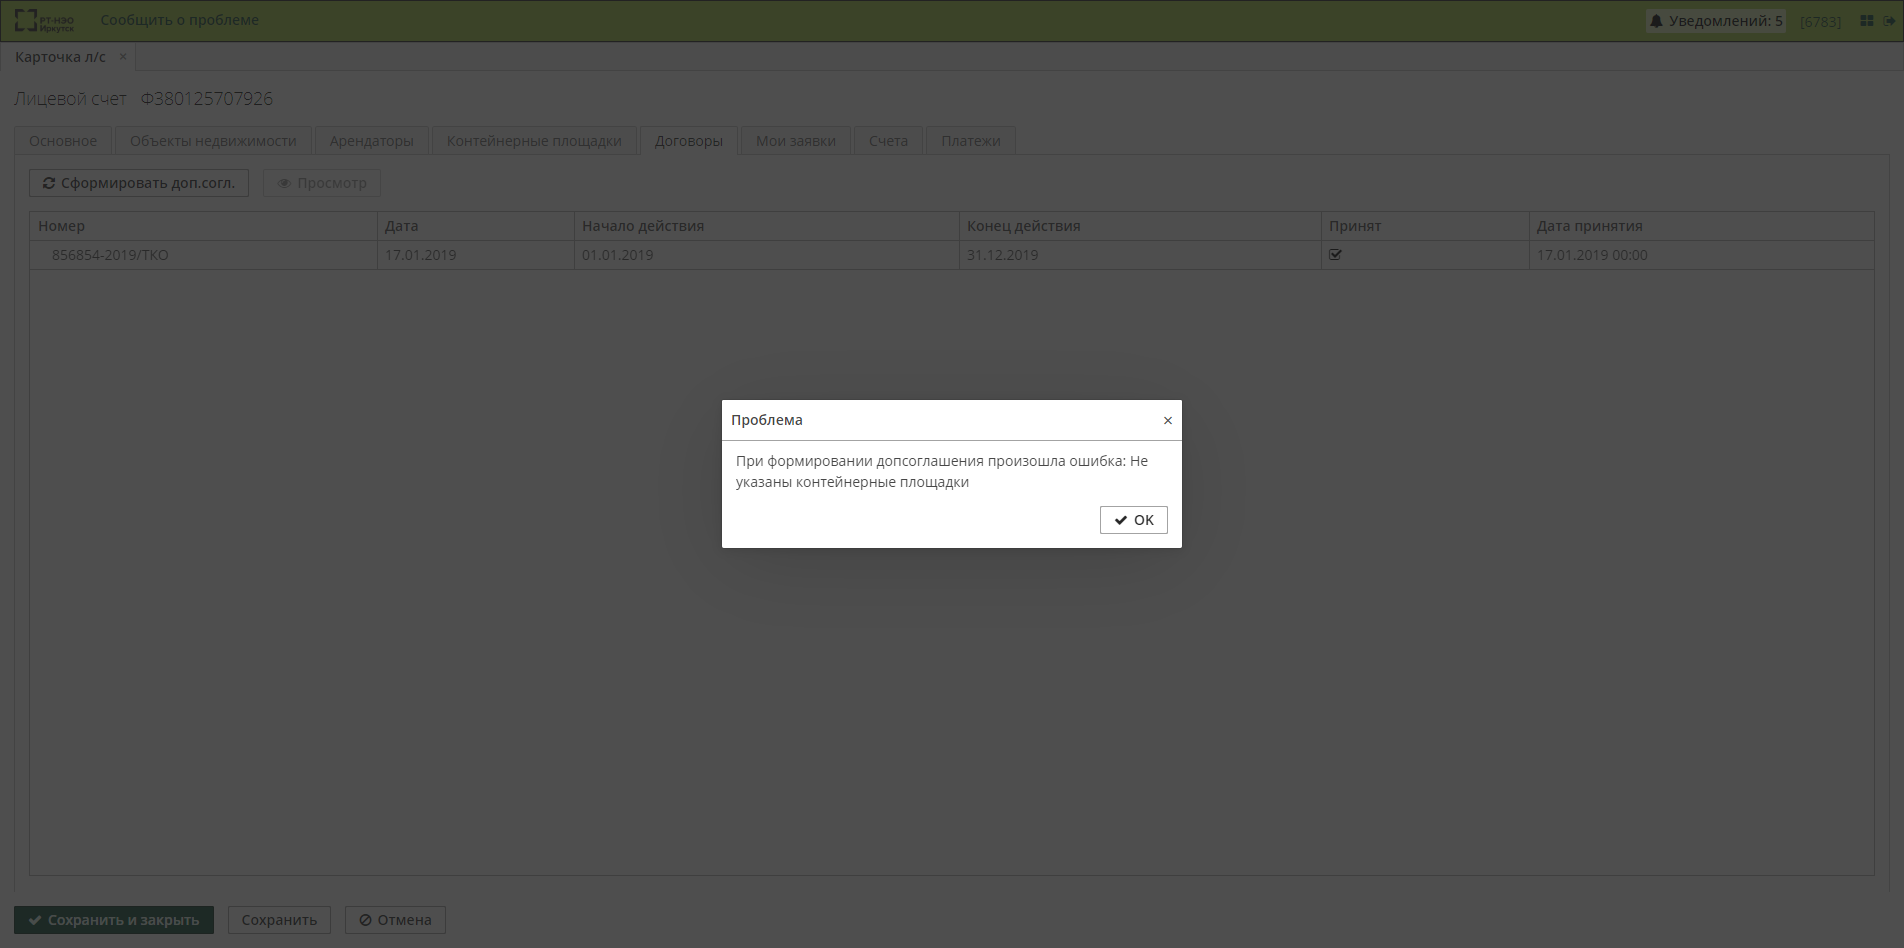 РТ-НЭО
Иркутск
Сообщить о проблеме
Уведомлений: 5
[6783]
Карточка л/с ×
Лицевой счет Ф380125707926
Основное Объекты недвижимости Арендаторы Контейнерные площадки Договоры Мои заявки Счета Платежи
Сформировать доп.согл. Просмотр
Номер Дата Начало действия Конец действия Принят Дата принятия
856854-2019/ТКО 17.01.2019 01.01.2019 31.12.2019 17.01.2019 00:00
Проблема ×
При формировании допсоглашения произошла ошибка: Не
указаны контейнерные площадки
OK
Сохранить и закрыть Сохранить Отмена